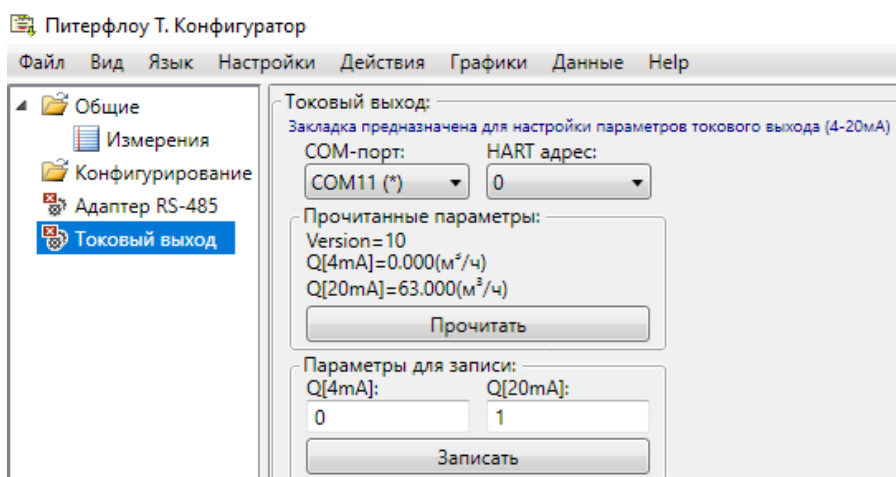 Питерфлоу Т. Конфигуратор
Файл Вид Язык Настройки Действия Графики Данные Help
Общие
Измерения
Конфигурирование
Адаптер RS-485
Токовый выход
Токовый выход:
Закладка предназначена для настройки параметров токового выхода (4-20мА)
COM-порт: HART адрес:
COM11 (*) 0
Прочитанные параметры:
Version=10
Q[4mA]=0.000(м³/ч)
Q[20mA]=63.000(м³/ч)
Прочитать
Параметры для записи:
Q[4mA]: Q[20mA]:
0 1
Записать